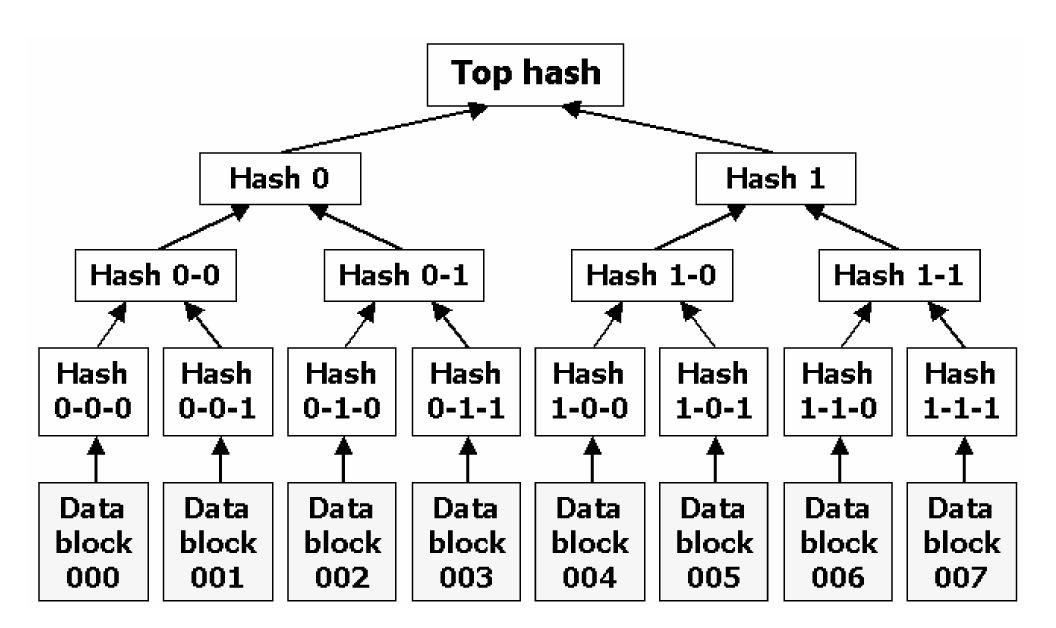 Top hash
Hash 0
Hash 1
Hash 0-0
Hash 0-1
Hash 1-0
Hash 1-1
Hash
0-0-0
Hash
0-0-1
Hash
0-1-0
Hash
0-1-1
Hash
1-0-0
Hash
1-0-1
Hash
1-1-0
Hash
1-1-1
Data
block
000
Data
block
001
Data
block
002
Data
block
003
Data
block
004
Data
block
005
Data
block
006
Data
block
007